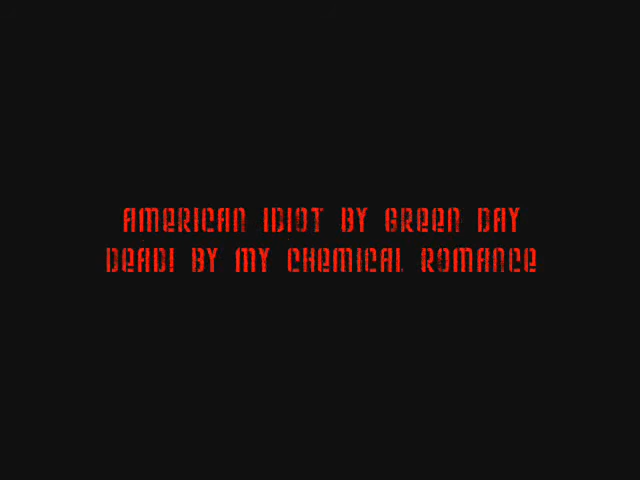 AMERICAN IDIOT BY GREEN DAY
DEAD! BY MY CHEMICAL ROMANCE